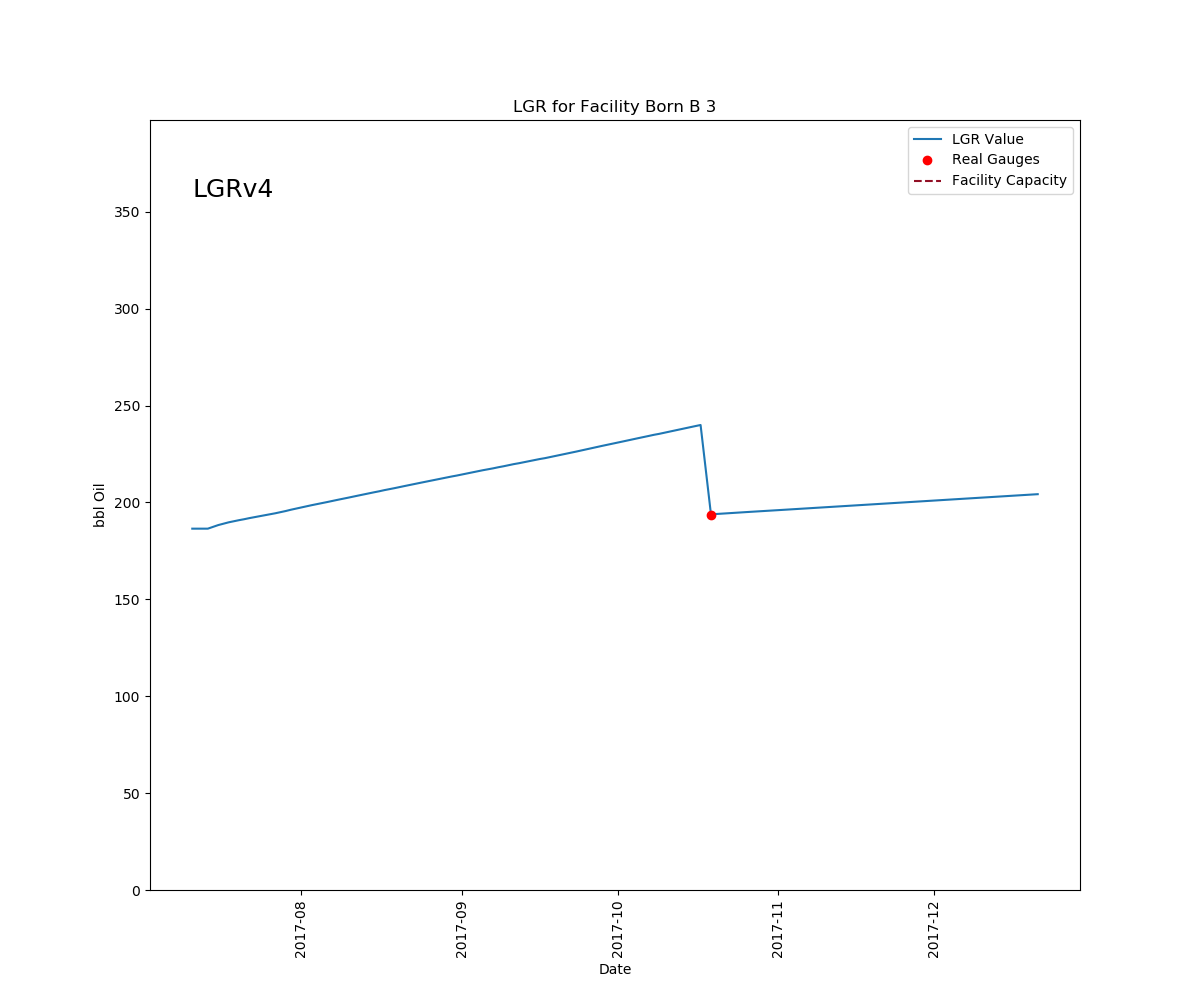 LGR for Facility Born B 3
LGRv4
LGR Value
Real Gauges
Facility Capacity
350
300
250
200
150
100
50
0
bbl Oil
2017-08
2017-09
2017-10
2017-11
2017-12
Date